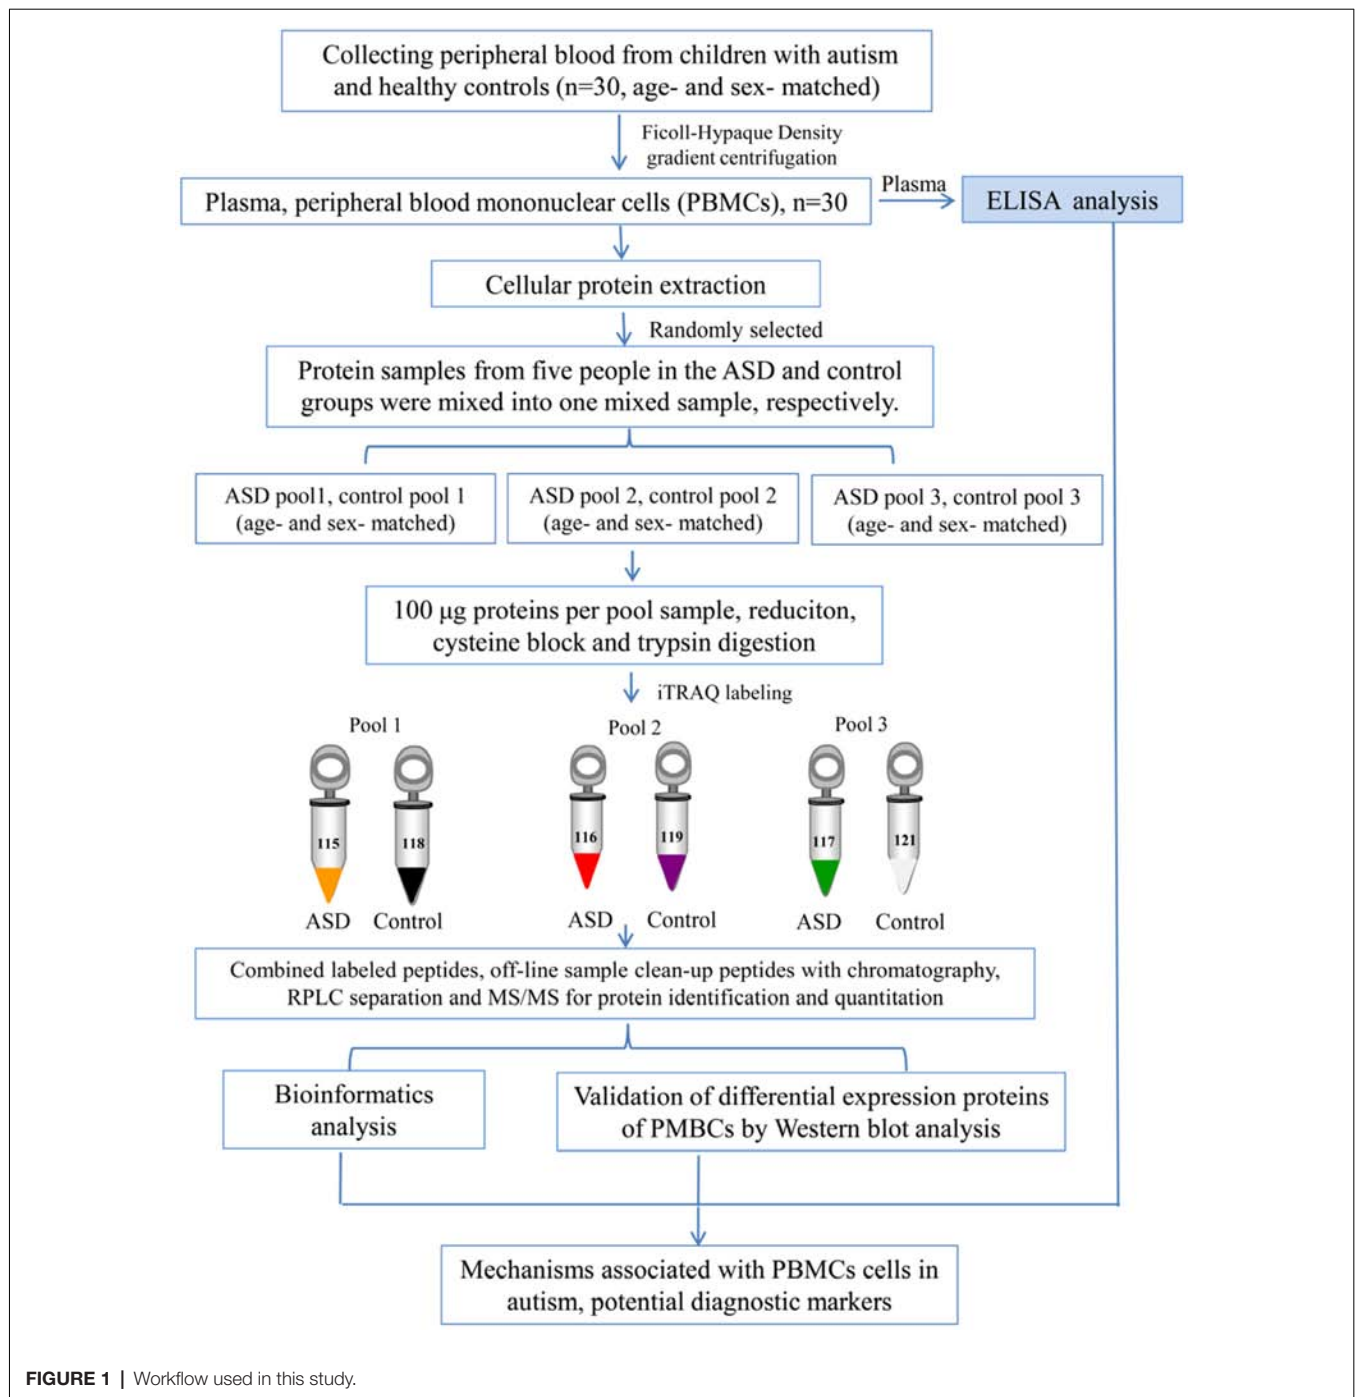 Collecting peripheral blood from children with autism
and healthy controls (n=30, age- and sex- matched)
Ficoll-Hypaque Density
gradient centrifugation
Plasma, peripheral blood mononuclear cells (PBMCs), n=30
Plasma
ELISA analysis
Cellular protein extraction
Randomly selected
Protein samples from five people in the ASD and control
groups were mixed into one mixed sample, respectively.
ASD pool1, control pool 1
(age- and sex- matched)
ASD pool 2, control pool 2
(age- and sex- matched)
ASD pool 3, control pool 3
(age- and sex- matched)
100 μg proteins per pool sample, reduciton,
cysteine block and trypsin digestion
iTRAQ labeling
Pool 1
Pool 2
Pool 3
115
118
116
119
117
121
ASD
Control
ASD
Control
ASD
Control
Combined labeled peptides, off-line sample clean-up peptides with chromatography,
RPLC separation and MS/MS for protein identification and quantitation
Bioinformatics
analysis
Validation of differential expression proteins
of PMBCs by Western blot analysis
Mechanisms associated with PBMCs cells in
autism, potential diagnostic markers
FIGURE 1 | Workflow used in this study.